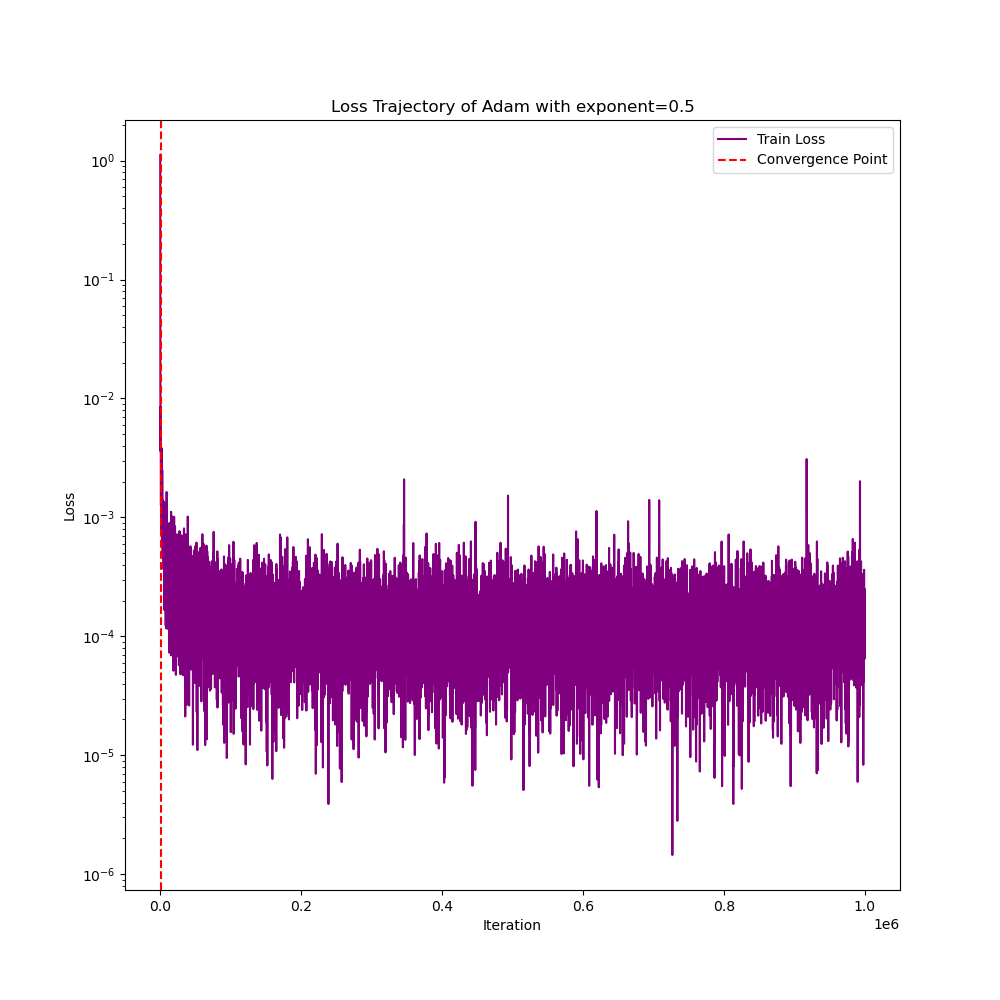 Loss Trajectory of Adam with exponent=0.5
Train Loss
Convergence Point
Loss
10⁰
10⁻¹
10⁻²
10⁻³
10⁻⁴
10⁻⁵
10⁻⁶
0.0 0.2 0.4 0.6 0.8 1.0
1e6
Iteration